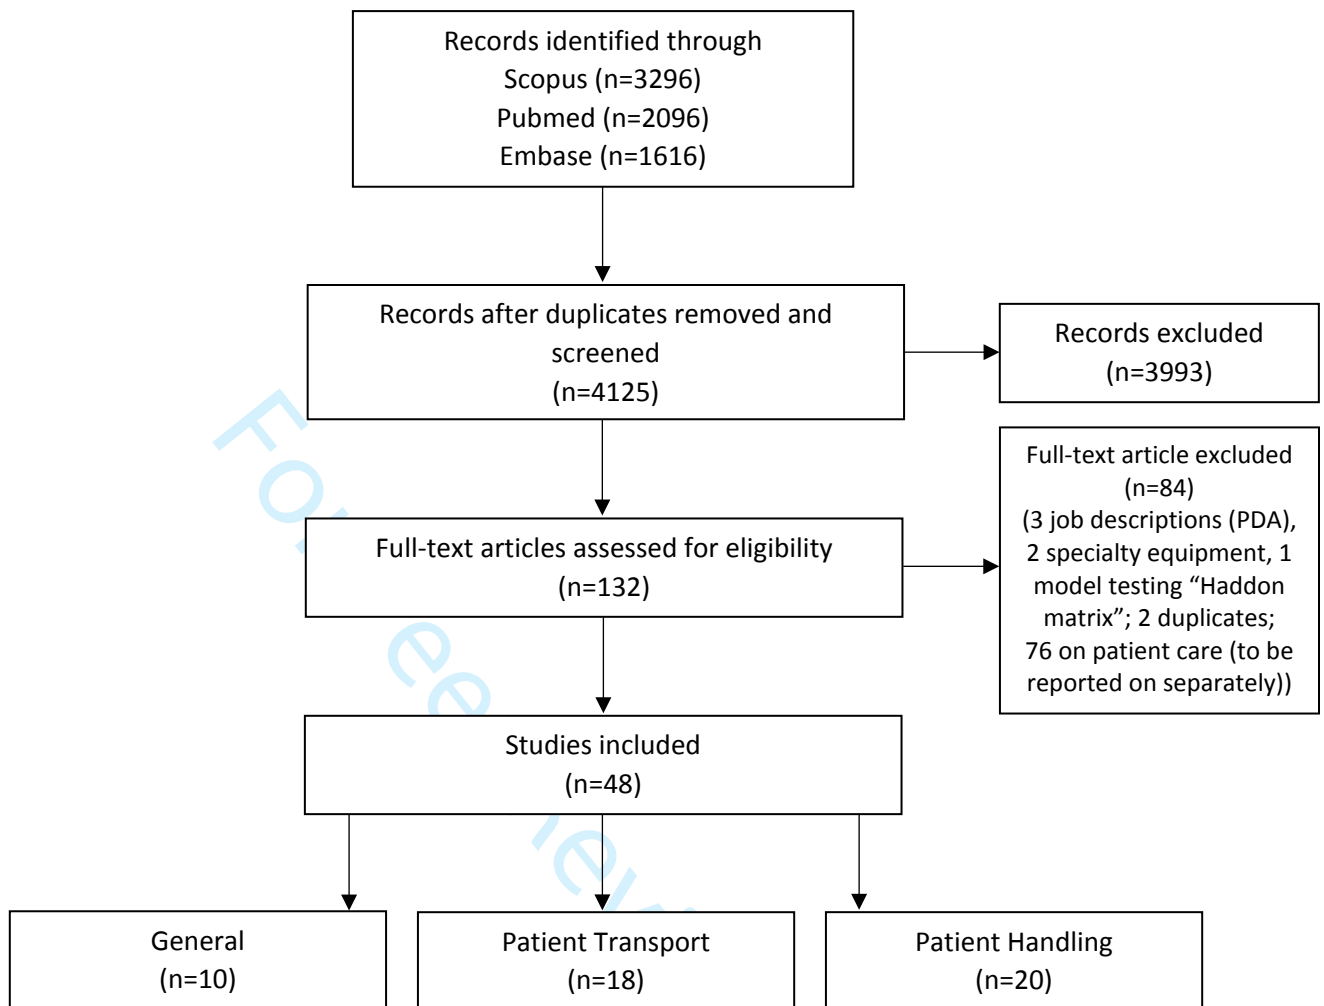 Records identified through
Scopus (n=3296)
Pubmed (n=2096)
Embase (n=1616)
Records after duplicates removed and
screened
(n=4125)
Records excluded
(n=3993)
Full-text articles assessed for eligibility
(n=132)
Full-text article excluded
(n=84)
(3 job descriptions (PDA),
2 specialty equipment, 1
model testing “Haddon
matrix”; 2 duplicates;
76 on patient care (to be
reported on separately))
Studies included
(n=48)
General
(n=10)
Patient Transport
(n=18)
Patient Handling
(n=20)